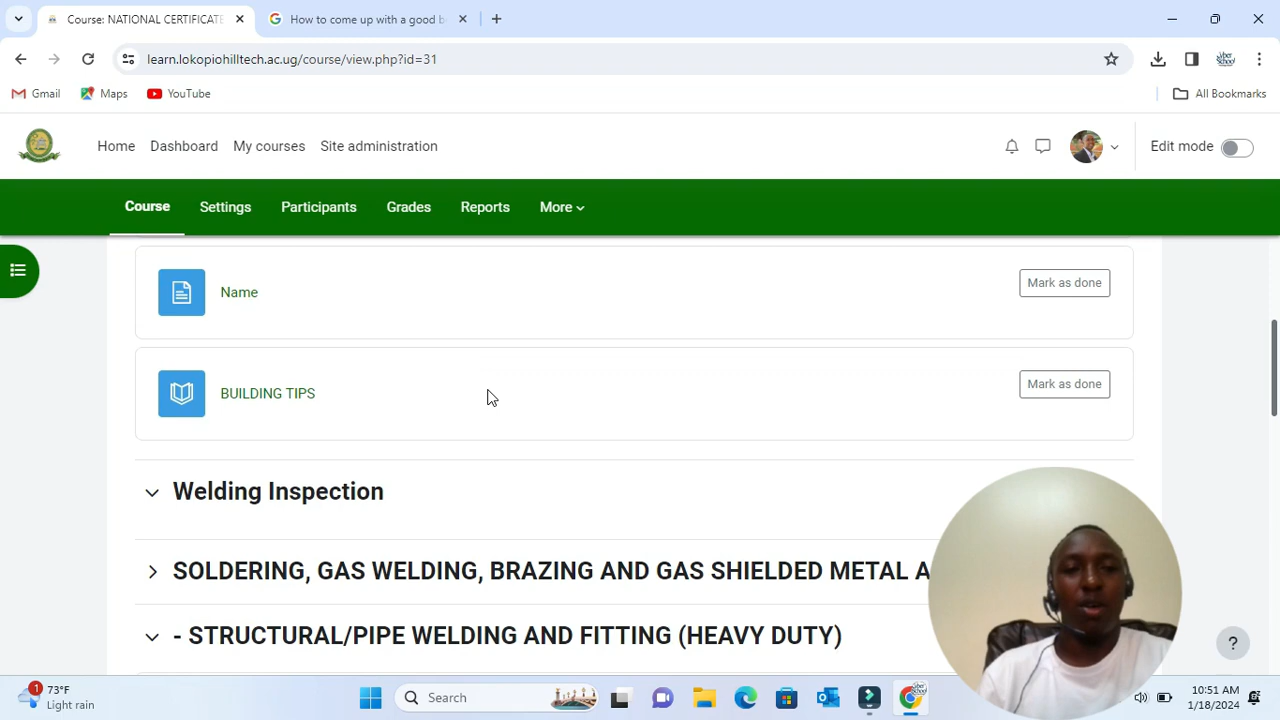 Course: NATIONAL CERTIFICATE
How to come up with a good b
learn.lokopiohilltech.ac.ug/course/view.php?id=31
Gmail
Maps
YouTube
All Bookmarks
Home
Dashboard
My courses
Site administration
Edit mode
Course
Settings
Participants
Grades
Reports
More
Name
Mark as done
BUILDING TIPS
Mark as done
Welding Inspection
SOLDERING, GAS WELDING, BRAZING AND GAS SHIELDED METAL A
- STRUCTURAL/PIPE WELDING AND FITTING (HEAVY DUTY)
?
1
73°F
Light rain
Search
10:51 AM
1/18/2024